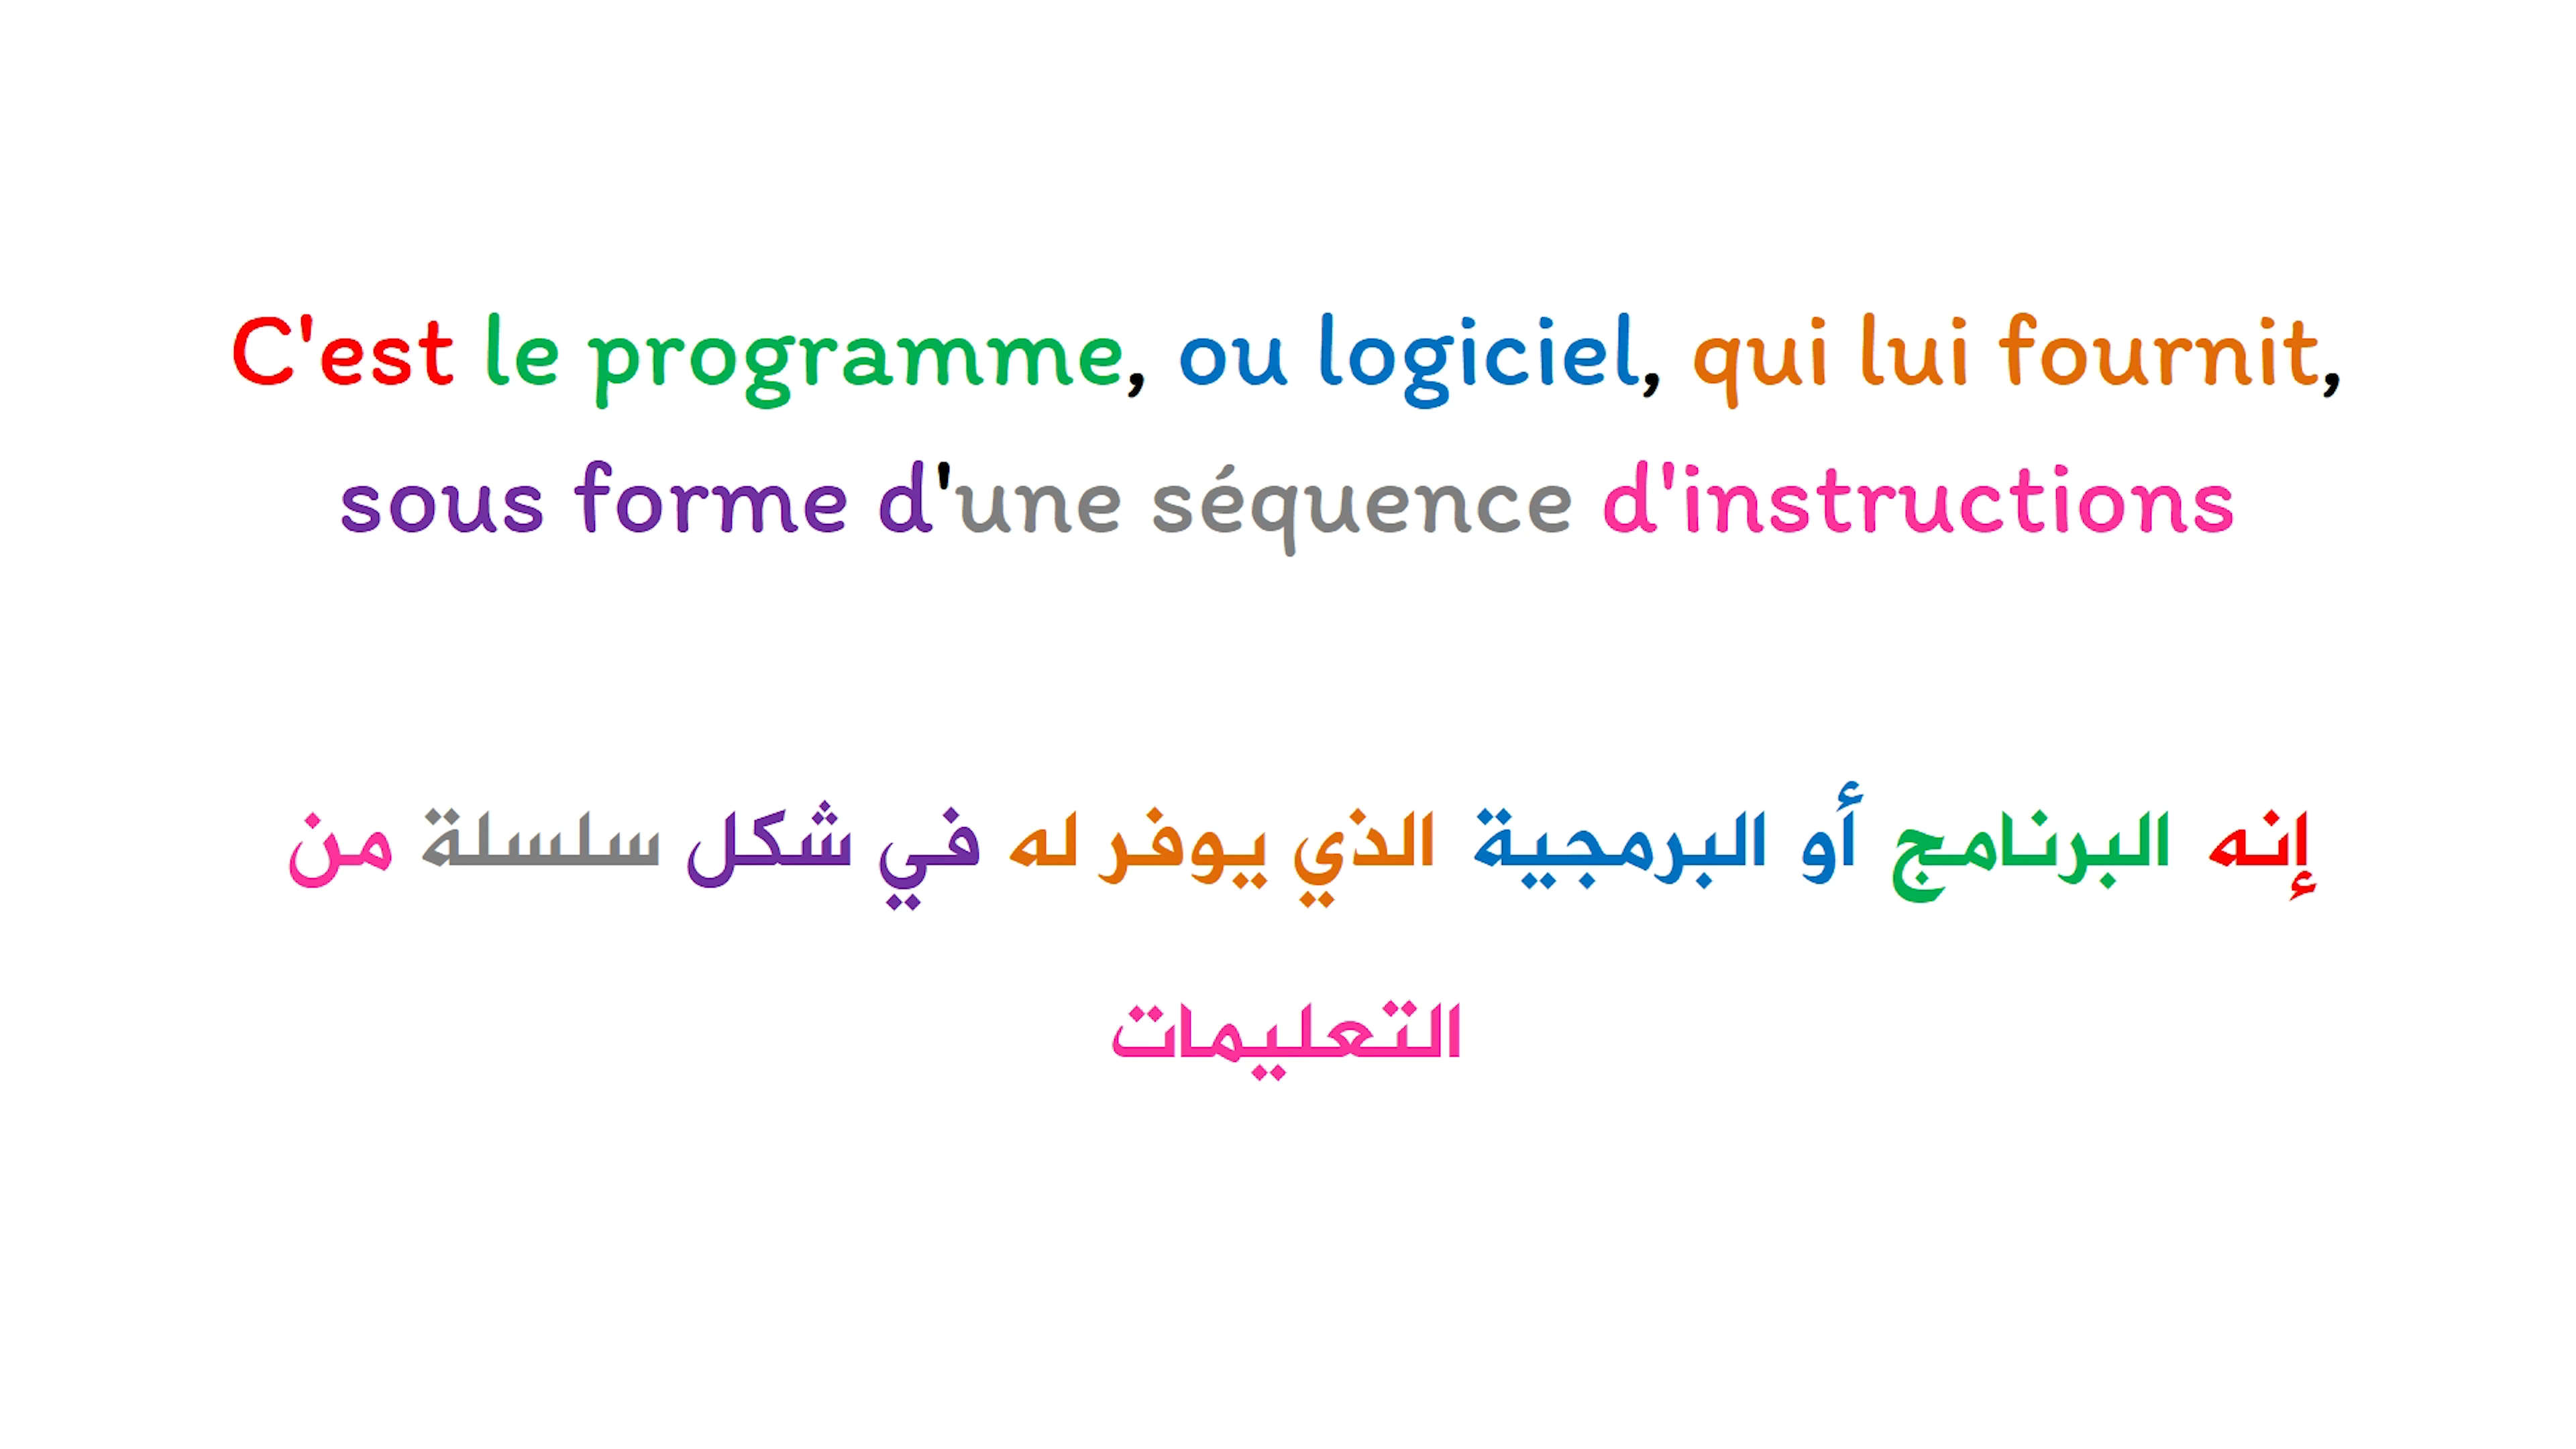 C'est le programme, ou logiciel, qui lui fournit,
sous forme d'une séquence d'instructions
إنه البرنامج أو البرمجية الذي يوفر له في شكل سلسلة من
التعليمات